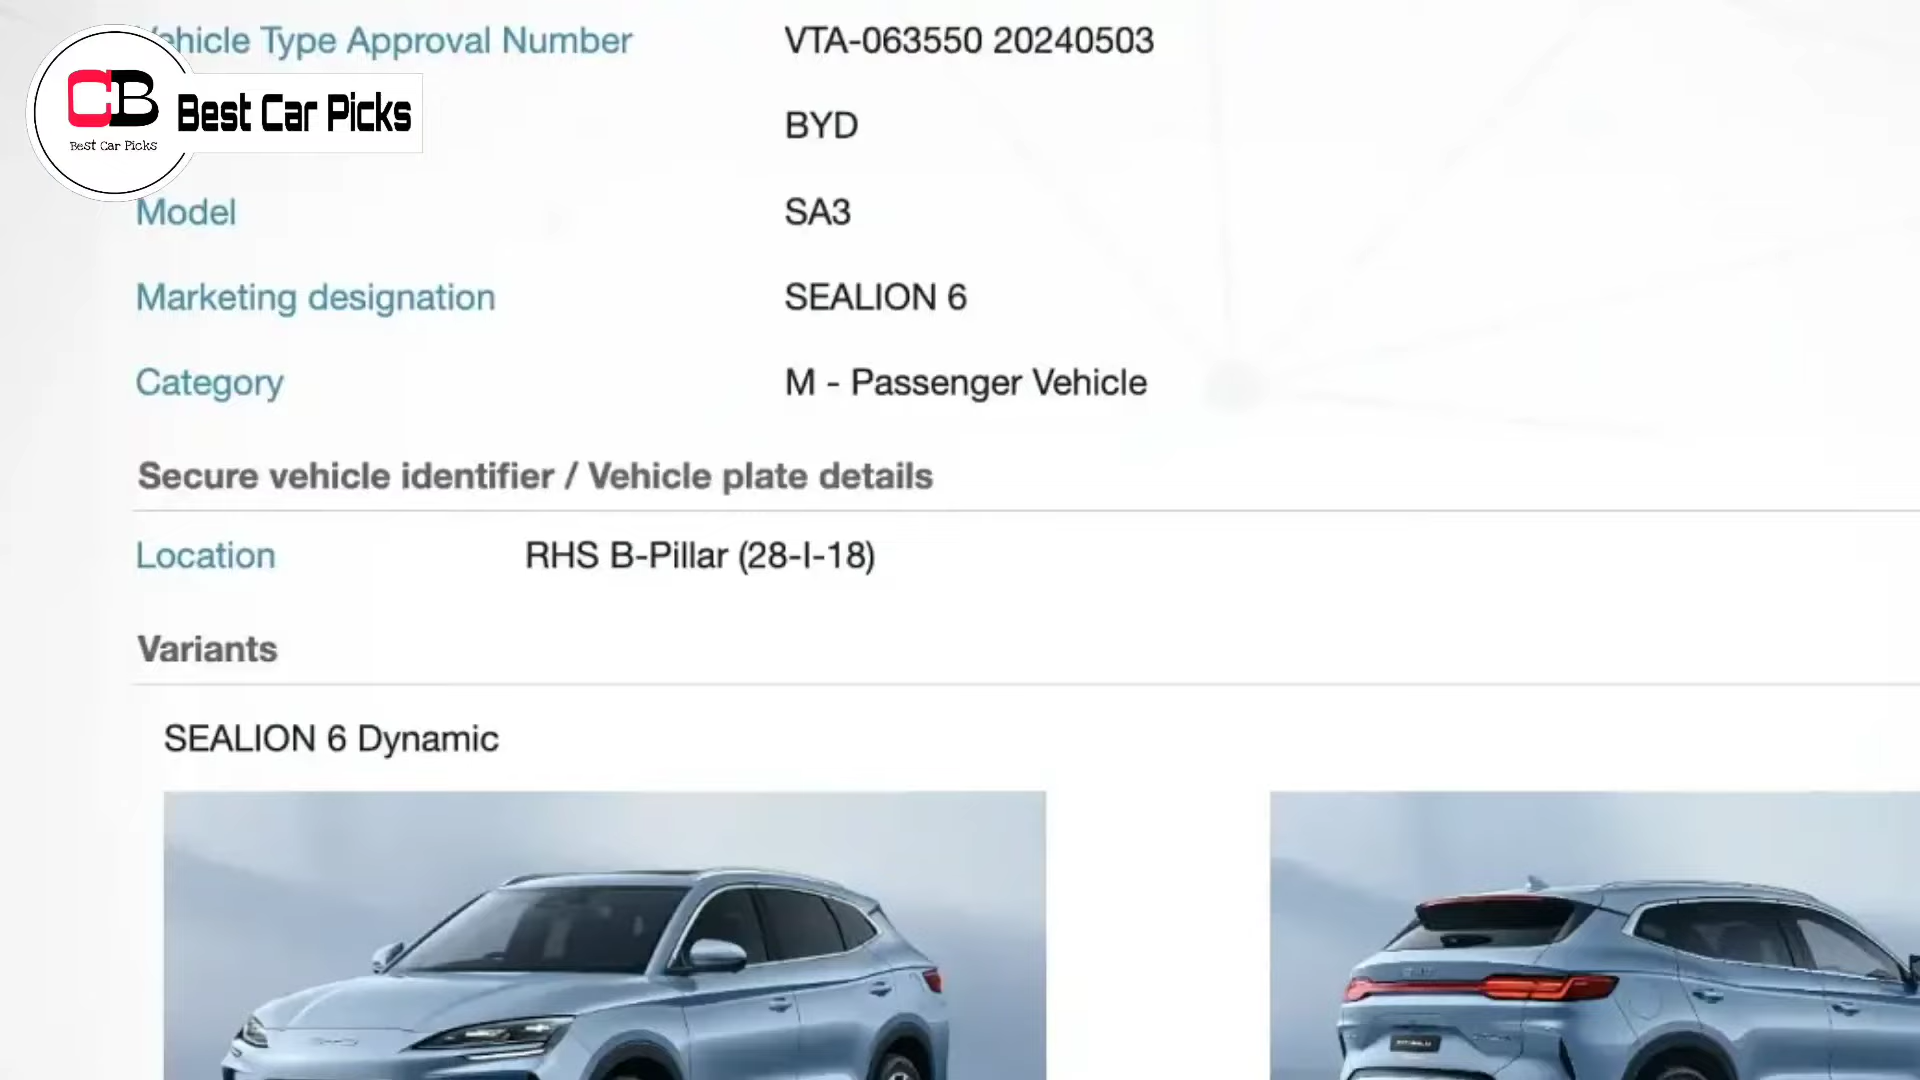 Vehicle Type Approval Number VTA-063550 20240503
CB
Best Car Picks
Best Car Picks
BYD
Model SA3
Marketing designation SEALION 6
Category M - Passenger Vehicle
Secure vehicle identifier / Vehicle plate details
Location RHS B-Pillar (28-I-18)
Variants
SEALION 6 Dynamic